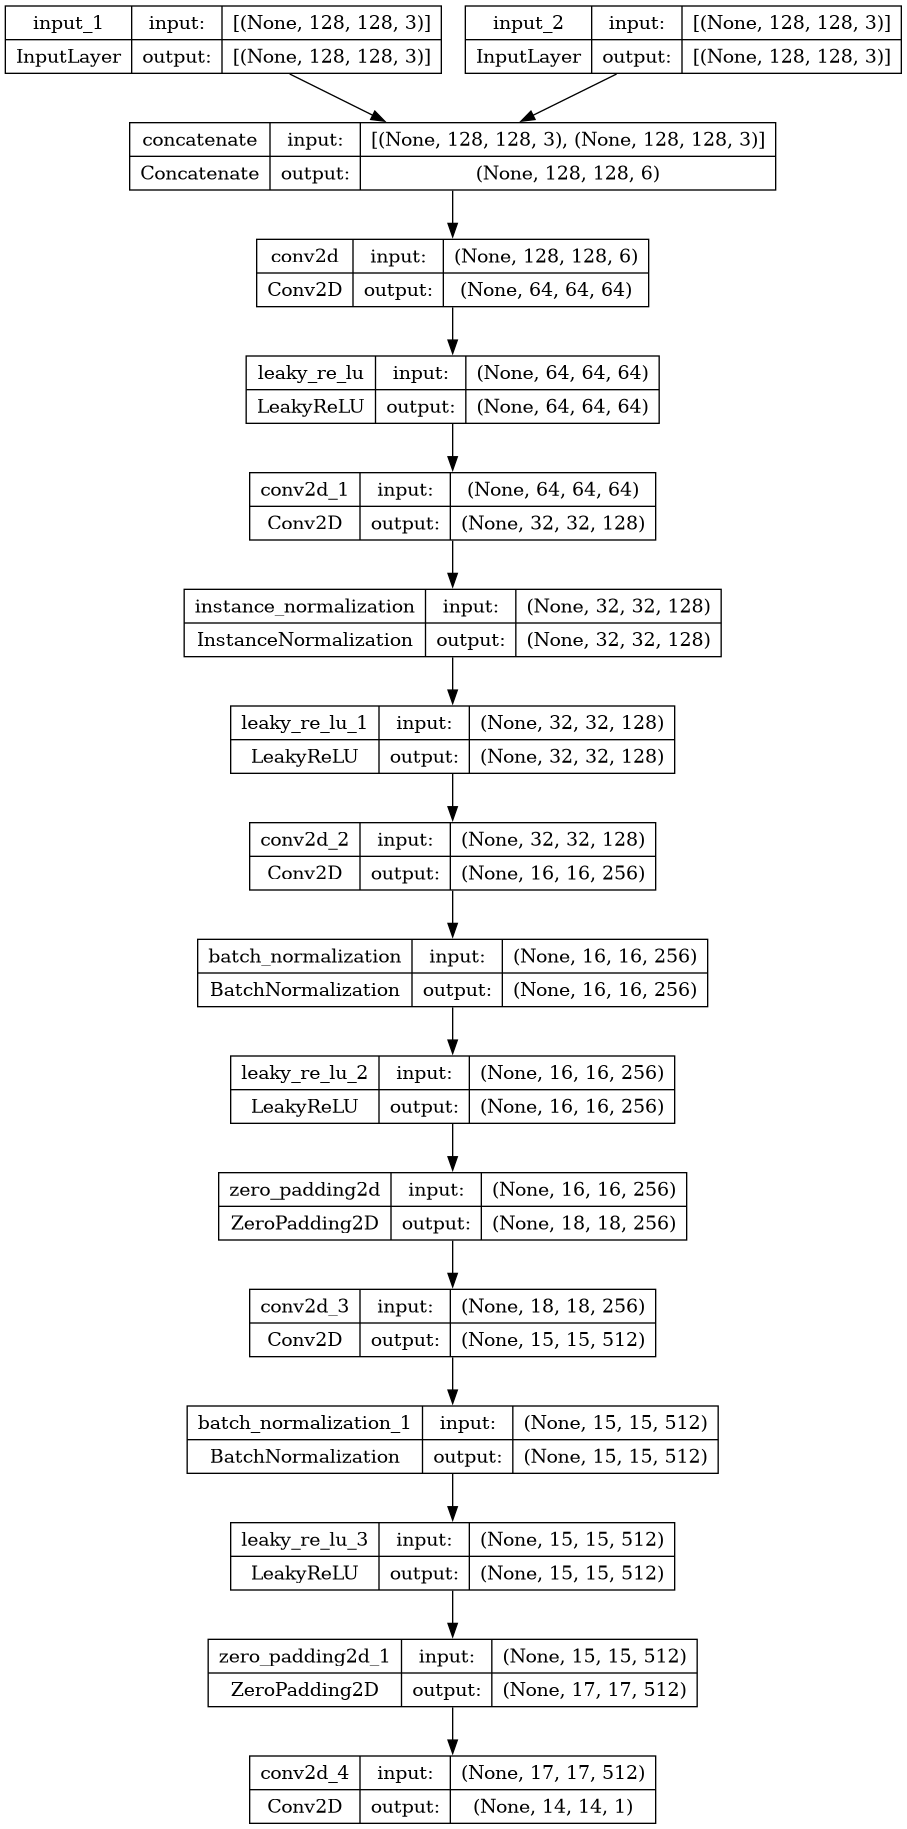 input_1 input: [(None, 128, 128, 3)]
InputLayer output: [(None, 128, 128, 3)]
input_2 input: [(None, 128, 128, 3)]
InputLayer output: [(None, 128, 128, 3)]
concatenate input: [(None, 128, 128, 3), (None, 128, 128, 3)]
Concatenate output: (None, 128, 128, 6)
conv2d input: (None, 128, 128, 6)
Conv2D output: (None, 64, 64, 64)
leaky_re_lu input: (None, 64, 64, 64)
LeakyReLU output: (None, 64, 64, 64)
conv2d_1 input: (None, 64, 64, 64)
Conv2D output: (None, 32, 32, 128)
instance_normalization input: (None, 32, 32, 128)
InstanceNormalization output: (None, 32, 32, 128)
leaky_re_lu_1 input: (None, 32, 32, 128)
LeakyReLU output: (None, 32, 32, 128)
conv2d_2 input: (None, 32, 32, 128)
Conv2D output: (None, 16, 16, 256)
batch_normalization input: (None, 16, 16, 256)
BatchNormalization output: (None, 16, 16, 256)
leaky_re_lu_2 input: (None, 16, 16, 256)
LeakyReLU output: (None, 16, 16, 256)
zero_padding2d input: (None, 16, 16, 256)
ZeroPadding2D output: (None, 18, 18, 256)
conv2d_3 input: (None, 18, 18, 256)
Conv2D output: (None, 15, 15, 512)
batch_normalization_1 input: (None, 15, 15, 512)
BatchNormalization output: (None, 15, 15, 512)
leaky_re_lu_3 input: (None, 15, 15, 512)
LeakyReLU output: (None, 15, 15, 512)
zero_padding2d_1 input: (None, 15, 15, 512)
ZeroPadding2D output: (None, 17, 17, 512)
conv2d_4 input: (None, 17, 17, 512)
Conv2D output: (None, 14, 14, 1)